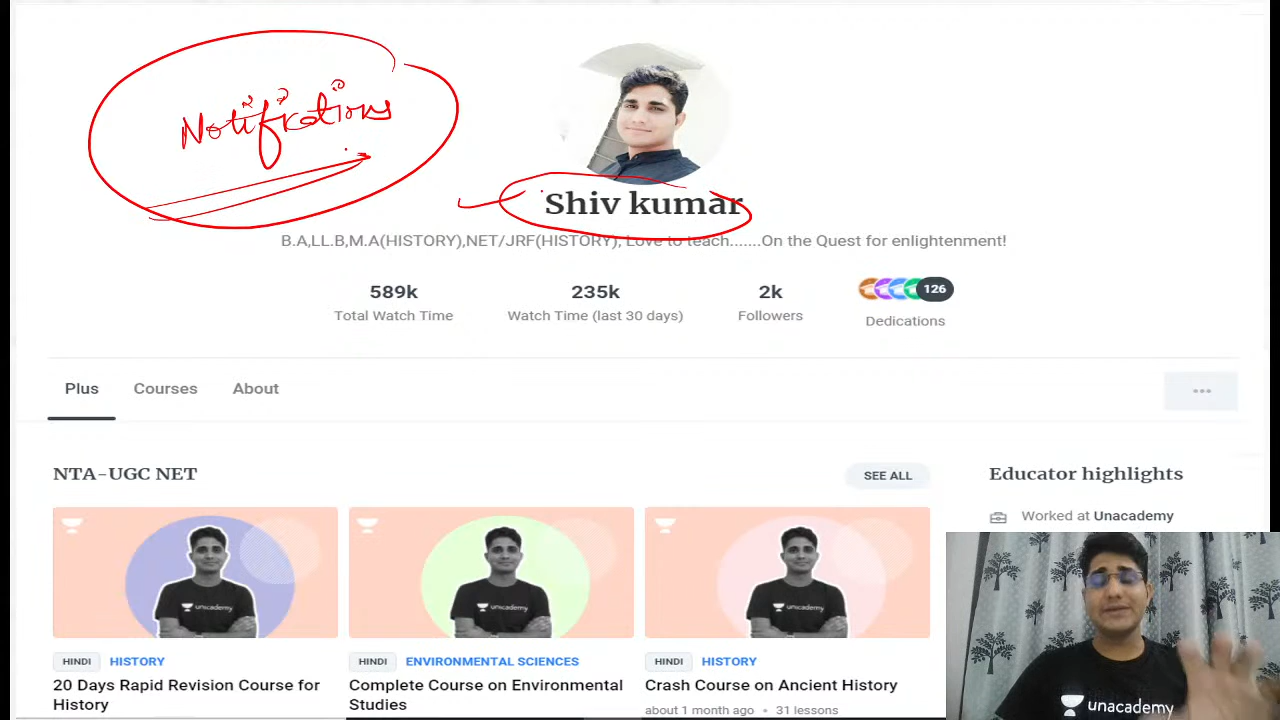 Notifications
Shiv kumar
B.A,LL.B,M.A(HISTORY),NET/JRF(HISTORY), Love to teach.......On the Quest for enlightenment!
589k 235k 2k 126
Total Watch Time Watch Time (last 30 days) Followers Dedications
Plus Courses About
NTA-UGC NET SEE ALL Educator highlights
Worked at Unacademy
unacademy unacademy unacademy
HINDI HISTORY HINDI ENVIRONMENTAL SCIENCES HINDI HISTORY
20 Days Rapid Revision Course for History
Complete Course on Environmental Studies
Crash Course on Ancient History
about 1 month ago • 31 lessons
unacademy